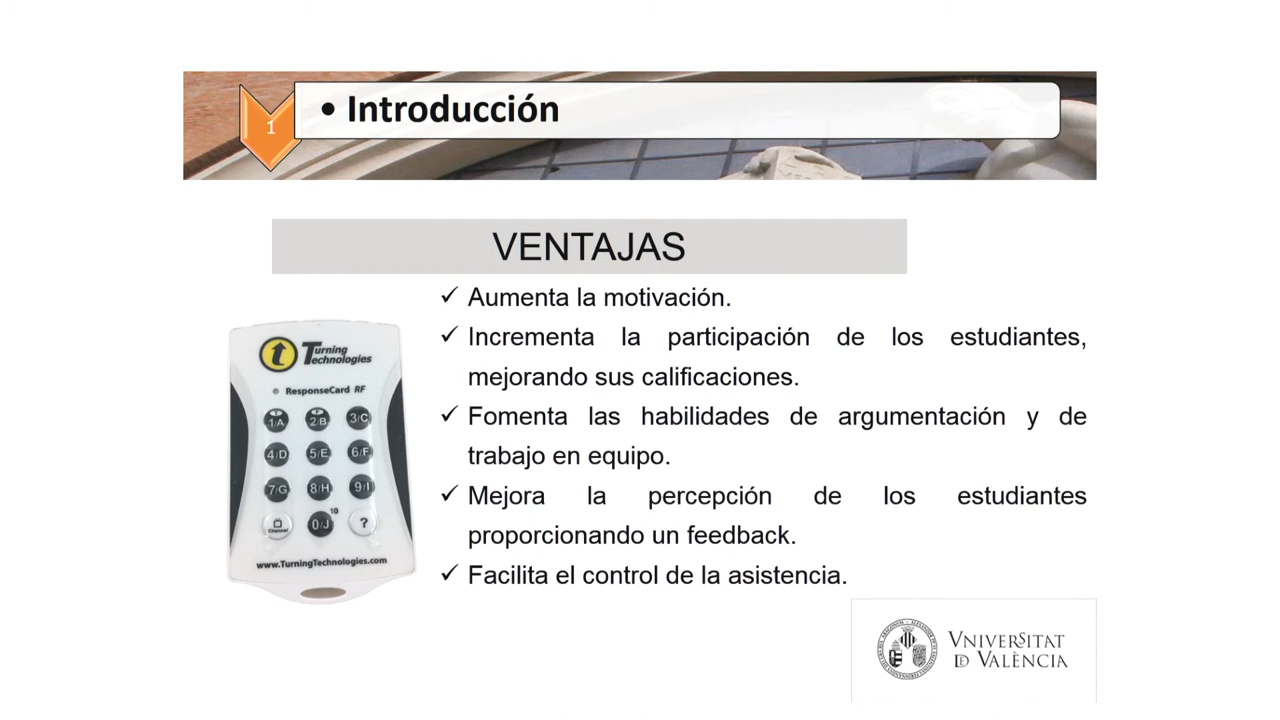 1
• Introducción
VENTAJAS
✓ Aumenta la motivación.
✓ Incrementa la participación de los estudiantes,
mejorando sus calificaciones.
✓ Fomenta las habilidades de argumentación y de
trabajo en equipo.
✓ Mejora la percepción de los estudiantes
proporcionando un feedback.
✓ Facilita el control de la asistencia.
t Turning
Technologies
ResponseCard RF
1/A 2/B 3/C
4/D 5/E 6/F
7/G 8/H 9/I
Channel 0/J 10 ?
www.TurningTechnologies.com
VNIVERSITAT
DE VALÈNCIA